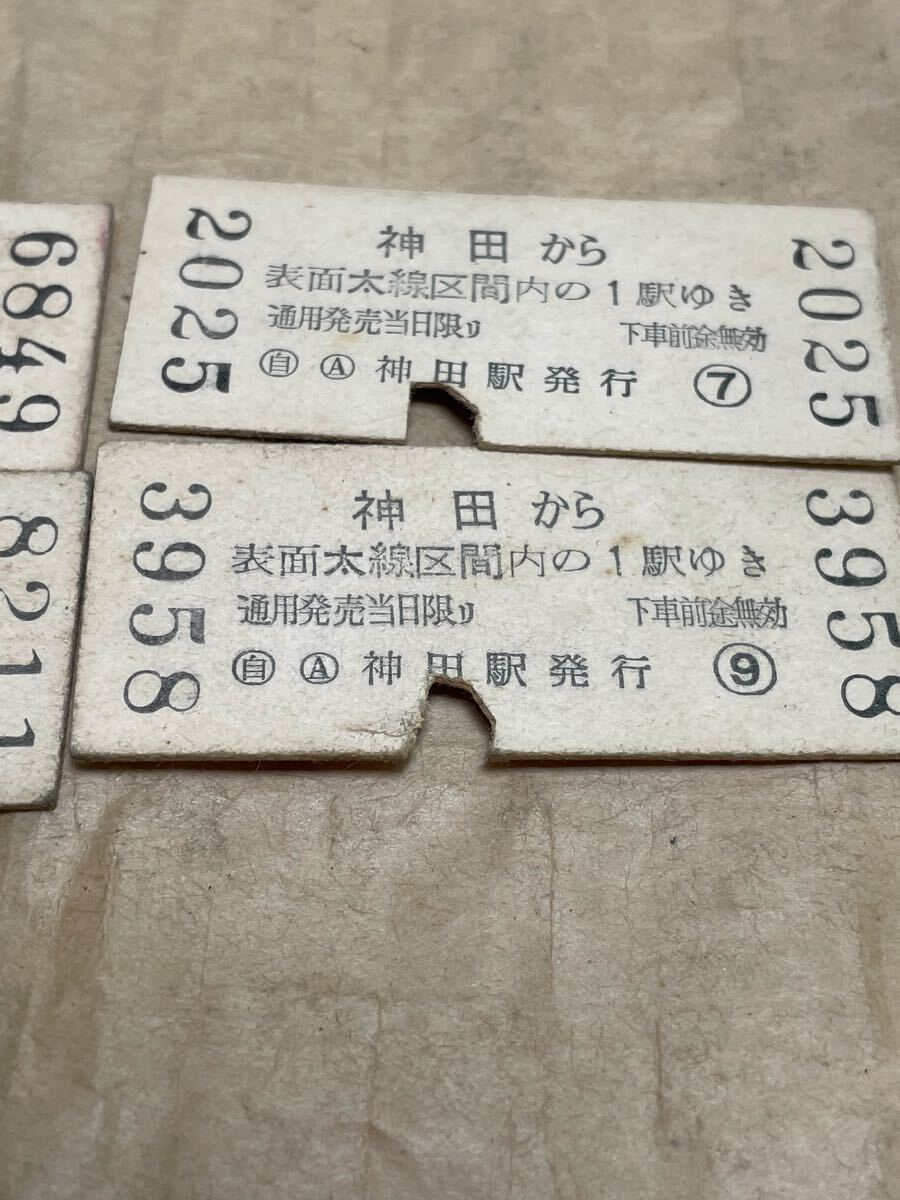 6849
2025
神田から
表面太線区間内の1駅ゆき
通用発売当日限り 下車前途無効
自 A 神田駅発行 7
2025
8211
3958
神田から
表面太線区間内の1駅ゆき
通用発売当日限り 下車前途無効
自 A 神田駅発行 9
3958